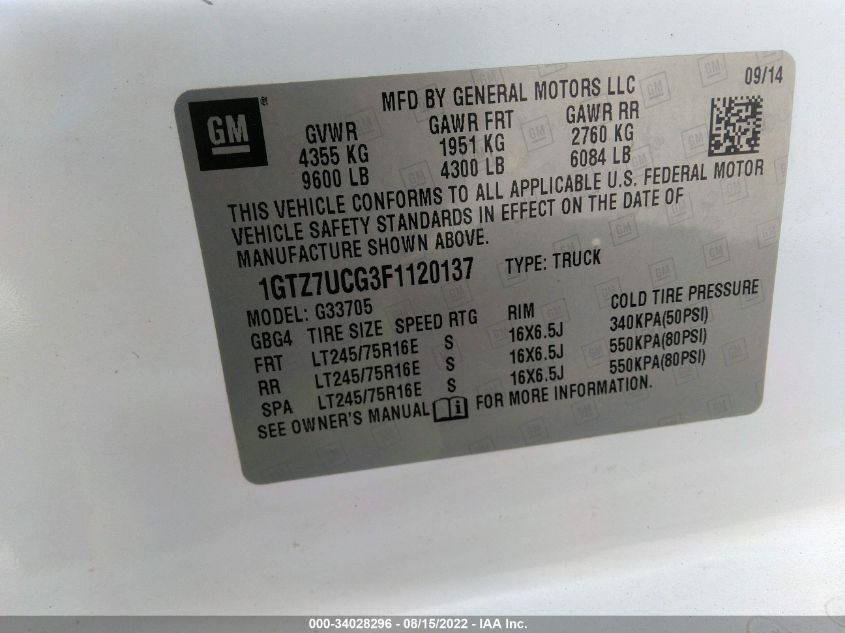 GM ®
MFD BY GENERAL MOTORS LLC
09/14
GVWR GAWR FRT GAWR RR
4355 KG 1951 KG 2760 KG
9600 LB 4300 LB 6084 LB
THIS VEHICLE CONFORMS TO ALL APPLICABLE U.S. FEDERAL MOTOR
VEHICLE SAFETY STANDARDS IN EFFECT ON THE DATE OF
MANUFACTURE SHOWN ABOVE.
1GTZ7UCG3F1120137 TYPE: TRUCK
MODEL: G33705
GBG4 TIRE SIZE SPEED RTG RIM COLD TIRE PRESSURE
FRT LT245/75R16E S 16X6.5J 340KPA(50PSI)
RR LT245/75R16E S 16X6.5J 550KPA(80PSI)
SPA LT245/75R16E S 16X6.5J 550KPA(80PSI)
SEE OWNER'S MANUAL FOR MORE INFORMATION.
000-34028296 - 08/15/2022 - IAA Inc.